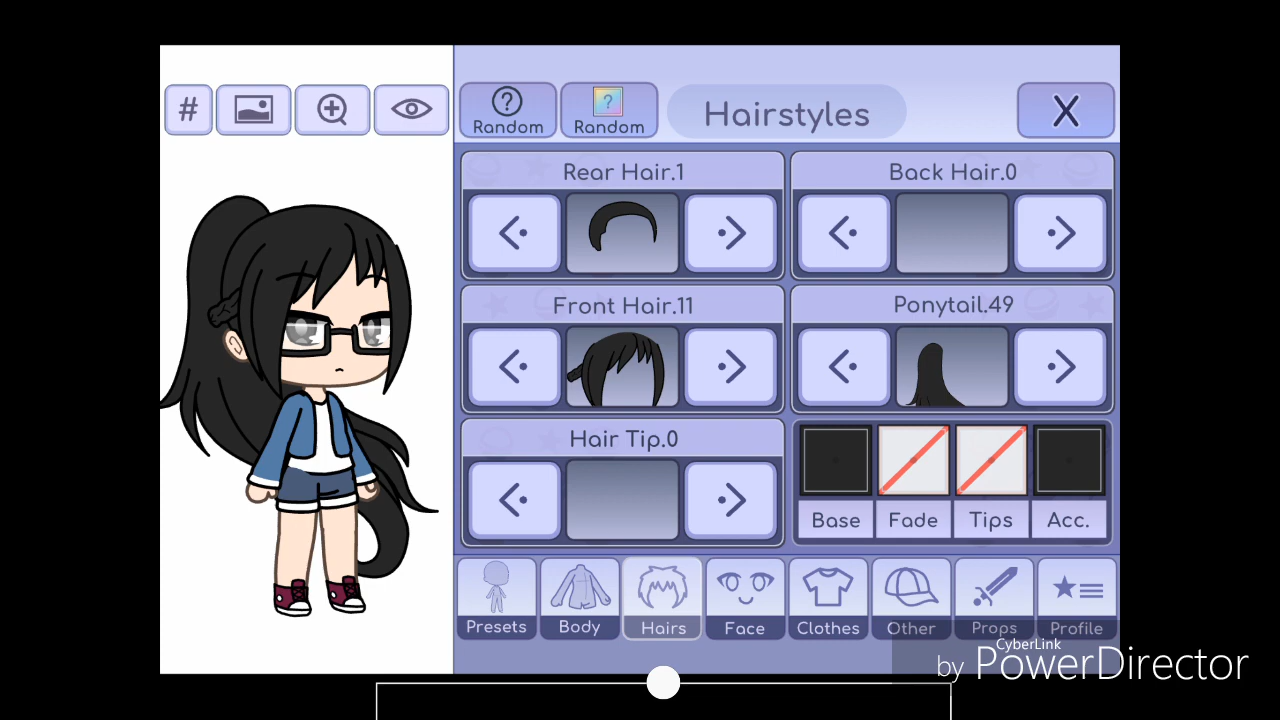 #
? Random
? Random
Hairstyles
X
Rear Hair.1
Back Hair.0
Front Hair.11
Ponytail.49
Hair Tip.0
Base
Fade
Tips
Acc.
Presets
Body
Hairs
Face
Clothes
Other
Props
Profile
CyberLink
by PowerDirector